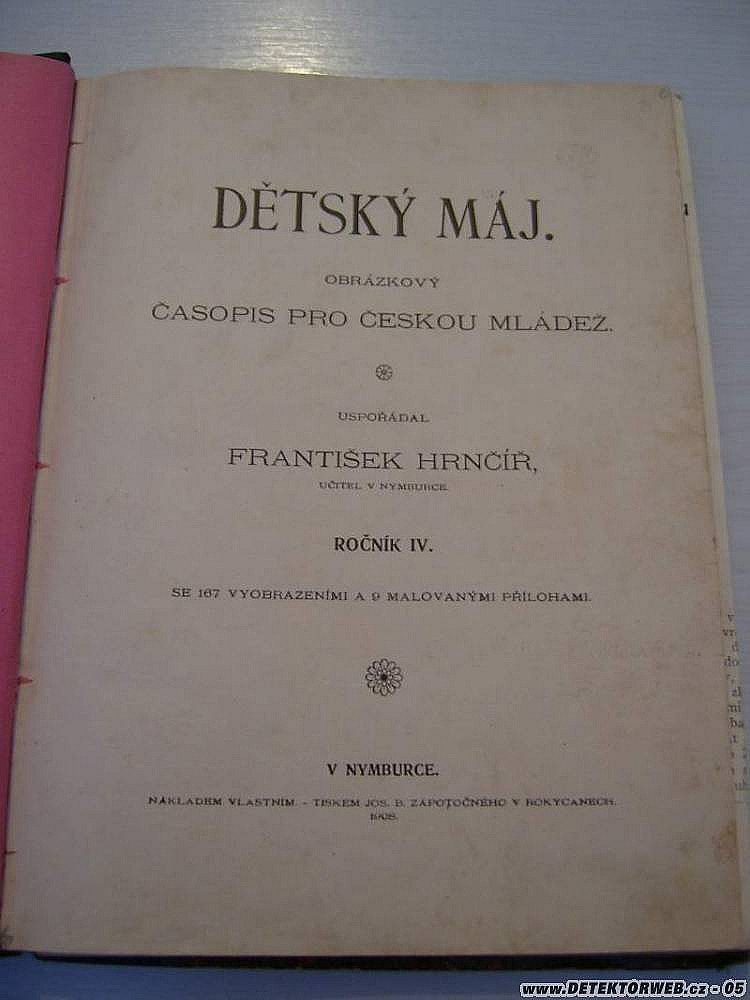 DĚTSKÝ MÁJ.
OBRÁZKOVÝ
ČASOPIS PRO ČESKOU MLÁDEŽ.
USPOŘÁDAL
FRANTIŠEK HRNČÍŘ,
UČITEL V NYMBURCE.
ROČNÍK IV.
SE 167 VYOBRAZENÍMI A 9 MALOVANÝMI PŘÍLOHAMI.
V NYMBURCE.
NÁKLADEM VLASTNÍM. - TISKEM JOS. B. ZÁPOTOČNÉHO V ROKYCANECH.
1908.
www.DETEKTORWEB.cz - 05